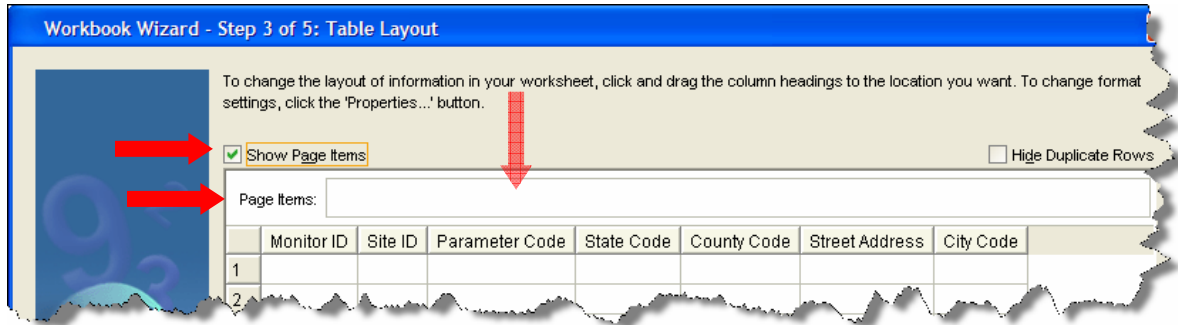 Workbook Wizard - Step 3 of 5: Table Layout
To change the layout of information in your worksheet, click and drag the column headings to the location you want. To change format
settings, click the 'Properties...' button.
Show Page Items Hide Duplicate Rows
Page Items:
Monitor ID Site ID Parameter Code State Code County Code Street Address City Code
1
2